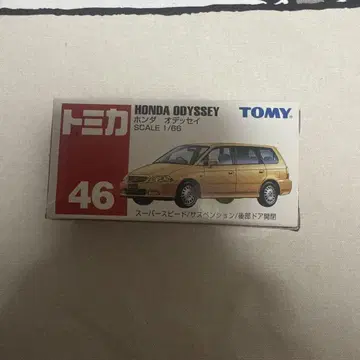 トミカ
46
HONDA ODYSSEY
ホンダ オデッセイ
SCALE 1/66
TOMY
スーパースピード/サスペンション/後部ドア開閉